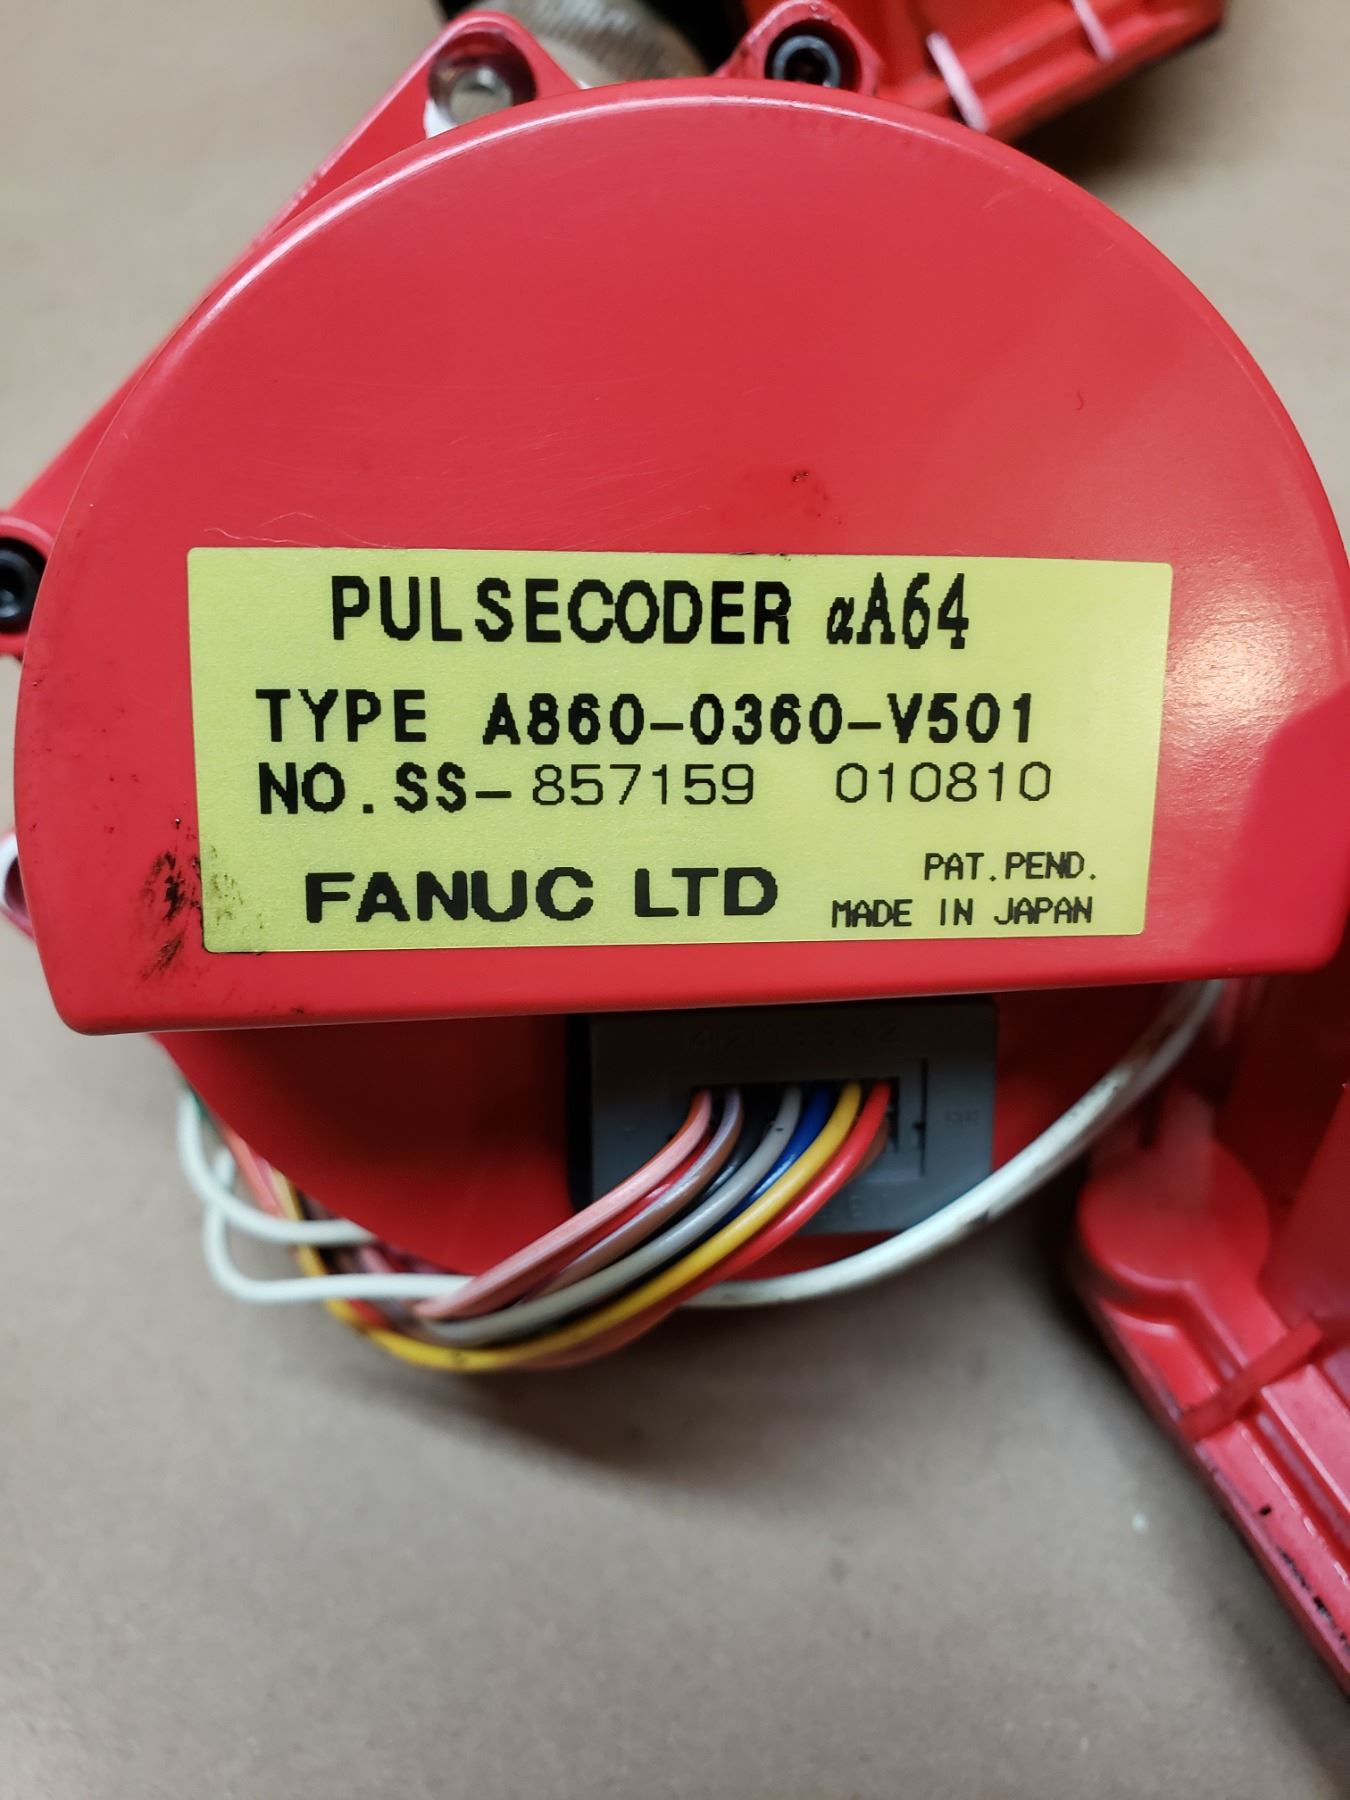 PULSECODER αA64
TYPE A860-0360-V501
NO. SS-857159 010810
FANUC LTD
PAT. PEND.
MADE IN JAPAN